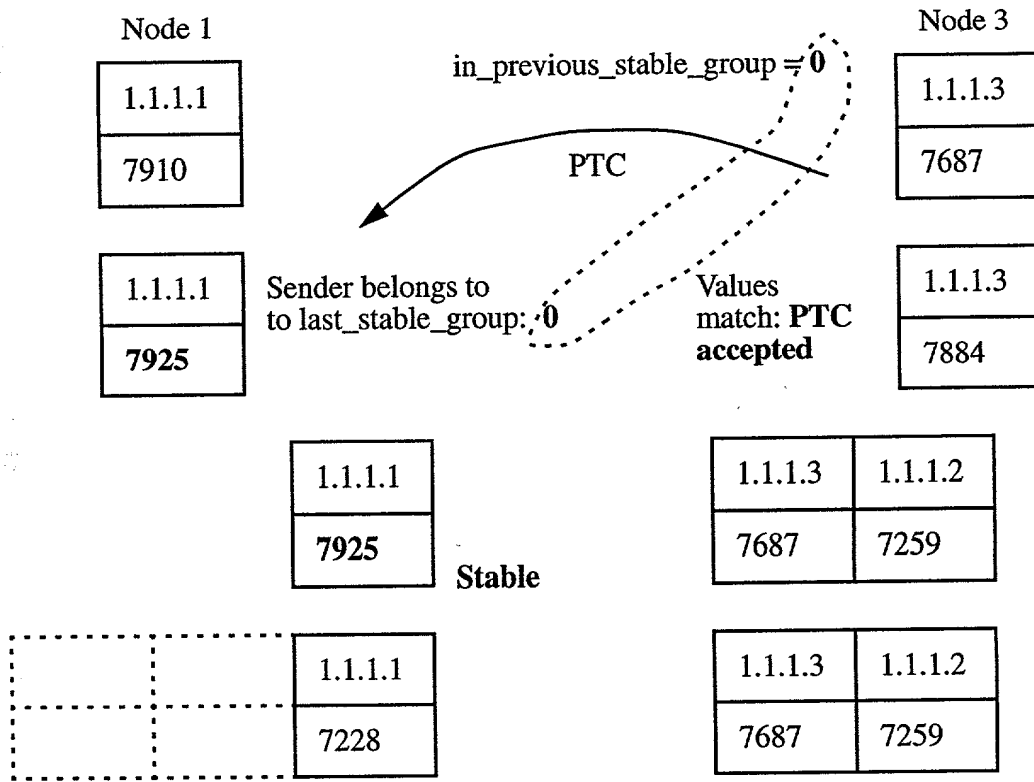 Node 1
Node 3
in_previous_stable_group = 0
1.1.1.1
7910
PTC
1.1.1.3
7687
1.1.1.1
7925
Sender belongs to
to last_stable_group: 0
Values
match: PTC
accepted
1.1.1.3
7884
1.1.1.1
7925
Stable
1.1.1.3 1.1.1.2
7687 7259
1.1.1.1
7228
1.1.1.3 1.1.1.2
7687 7259